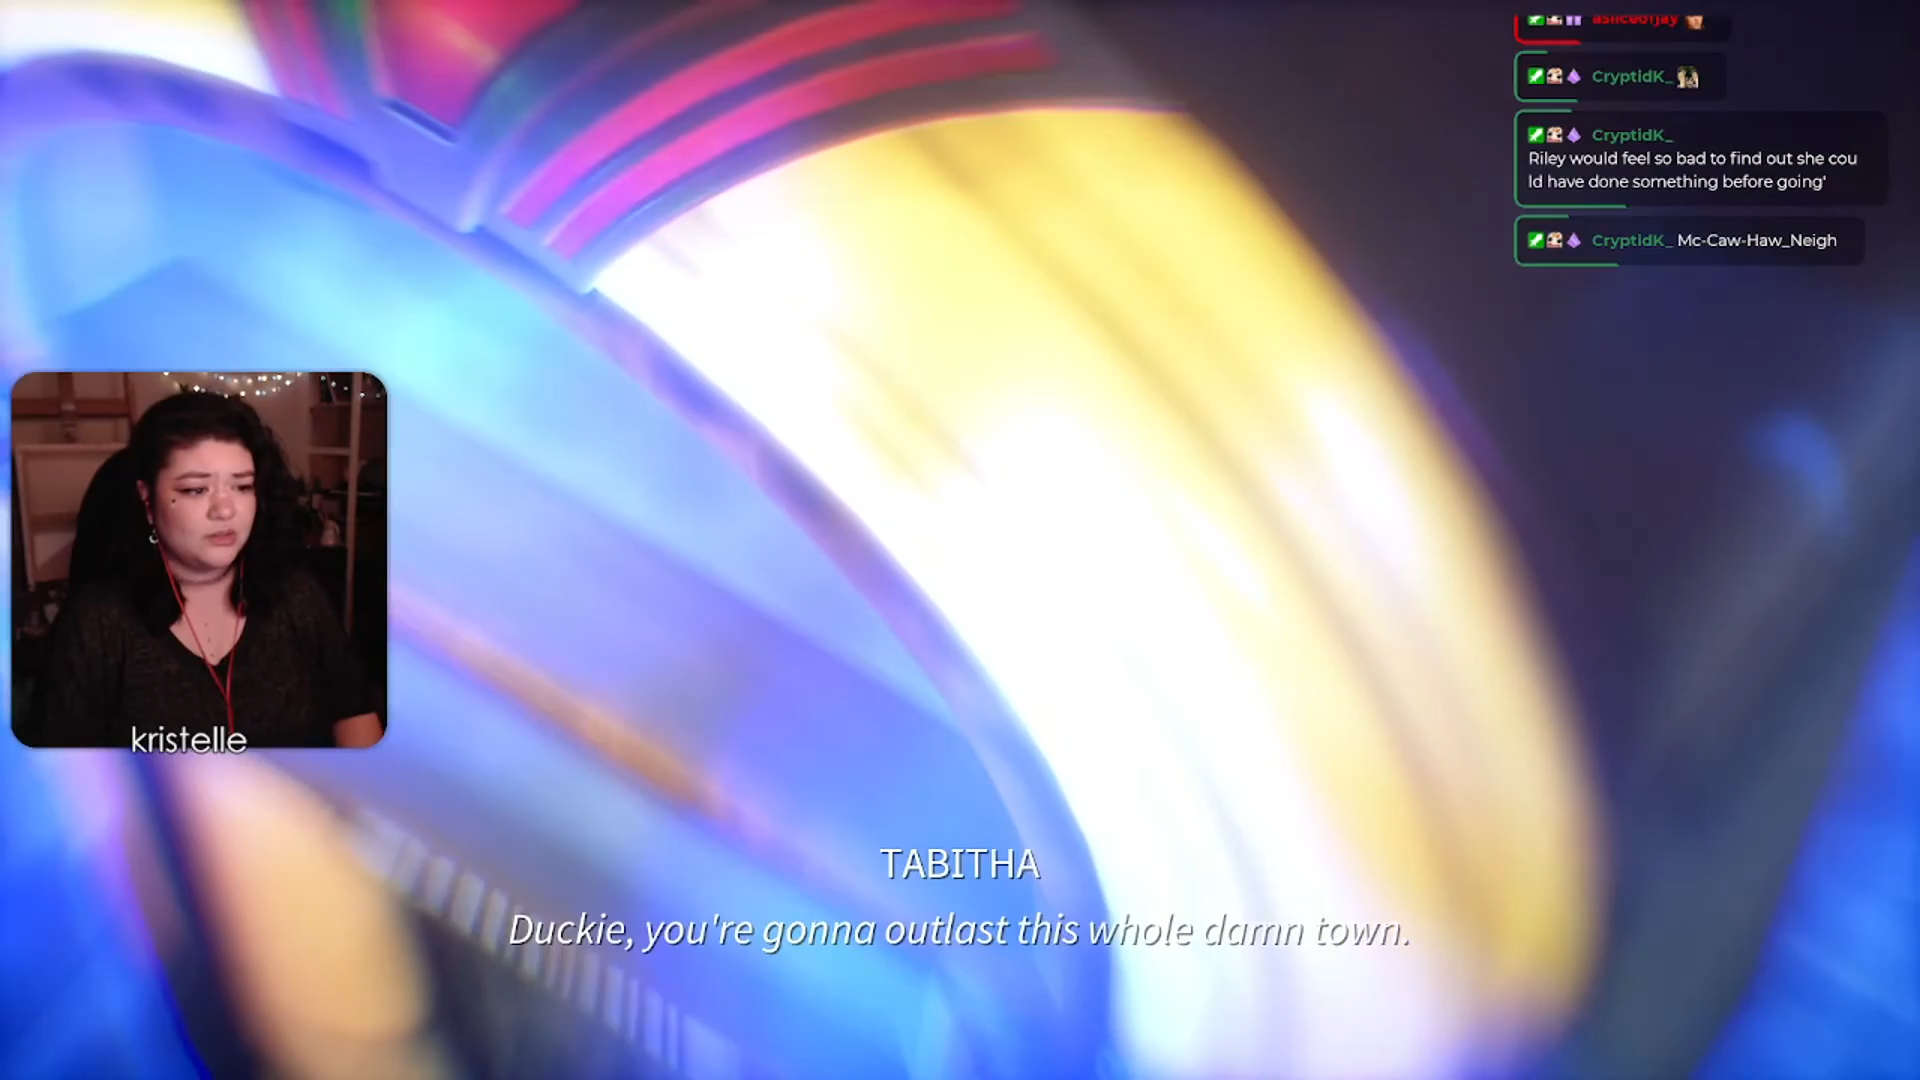 asliceofjay
CryptidK_
CryptidK_
Riley would feel so bad to find out she cou
ld have done something before going'
CryptidK_ Mc-Caw-Haw_Neigh
kristelle
TABITHA
Duckie, you're gonna outlast this whole damn town.